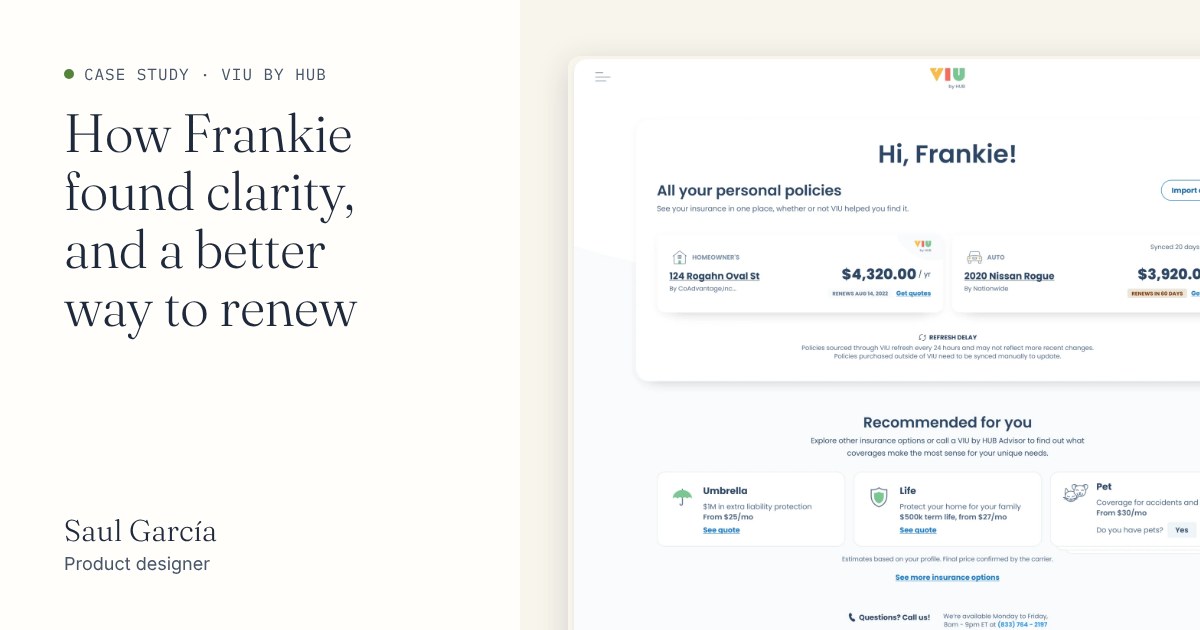 CASE STUDY · VIU BY HUB
How Frankie
found clarity,
and a better
way to renew
Saul García
Product designer
VIU
by HUB
Hi, Frankie!
All your personal policies
See your insurance in one place, whether or not VIU helped you find it.
Import
HOMEOWNER'S
VIU
by HUB
124 Rogahn Oval St
$4,320.00 / yr
By CoAdvantage,Inc..
RENEWS AUG 14, 2022 Get quotes
AUTO
Synced 20 days
2020 Nissan Rogue
$3,920.0
By Nationwide
RENEWS IN 60 DAYS Ge
REFRESH DELAY
Policies sourced through VIU refresh every 24 hours and may not reflect more recent changes.
Policies purchased outside of VIU need to be synced manually to update.
Recommended for you
Explore other insurance options or call a VIU by HUB Advisor to find out what
coverages make the most sense for your unique needs.
Umbrella
$1M in extra liability protection
From $25/mo
See quote
Life
Protect your home for your family
$500k term life, from $27/mo
See quote
Pet
Coverage for accidents and
From $30/mo
Do you have pets? Yes
Estimates based on your profile. Final price confirmed by the carrier.
See more insurance options
Questions? Call us!
We're available Monday to Friday,
8am - 9pm ET at (833) 764 - 2197